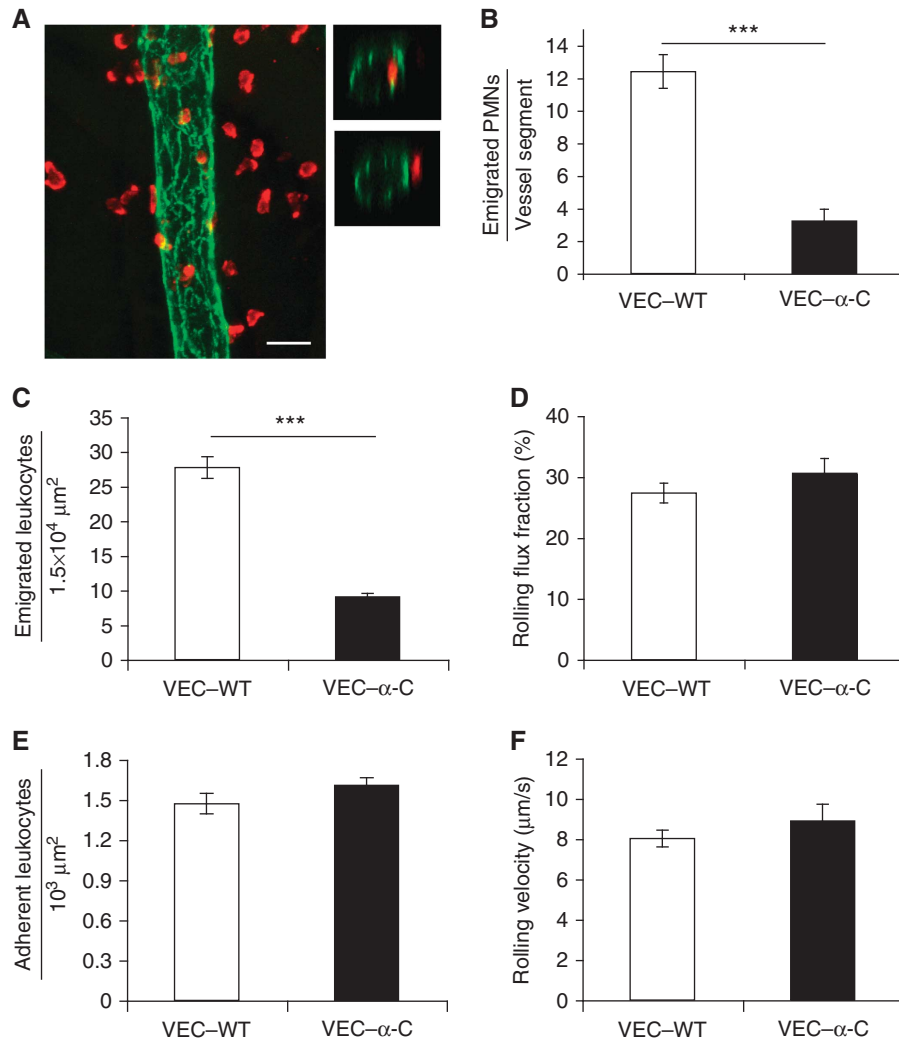 A
B
***
Emigrated PMNs
Vessel segment
14
12
10
8
6
4
2
0
VEC–WT
VEC–α-C
C
***
Emigrated leukocytes
1.5×10⁴ μm²
35
30
25
20
15
10
5
0
VEC–WT
VEC–α-C
D
Rolling flux fraction (%)
40
30
20
10
0
VEC–WT
VEC–α-C
E
Adherent leukocytes
10³ μm²
1.8
1.5
1.2
0.9
0.6
0.3
0
VEC–WT
VEC–α-C
F
Rolling velocity (μm/s)
12
10
8
6
4
2
0
VEC–WT
VEC–α-C